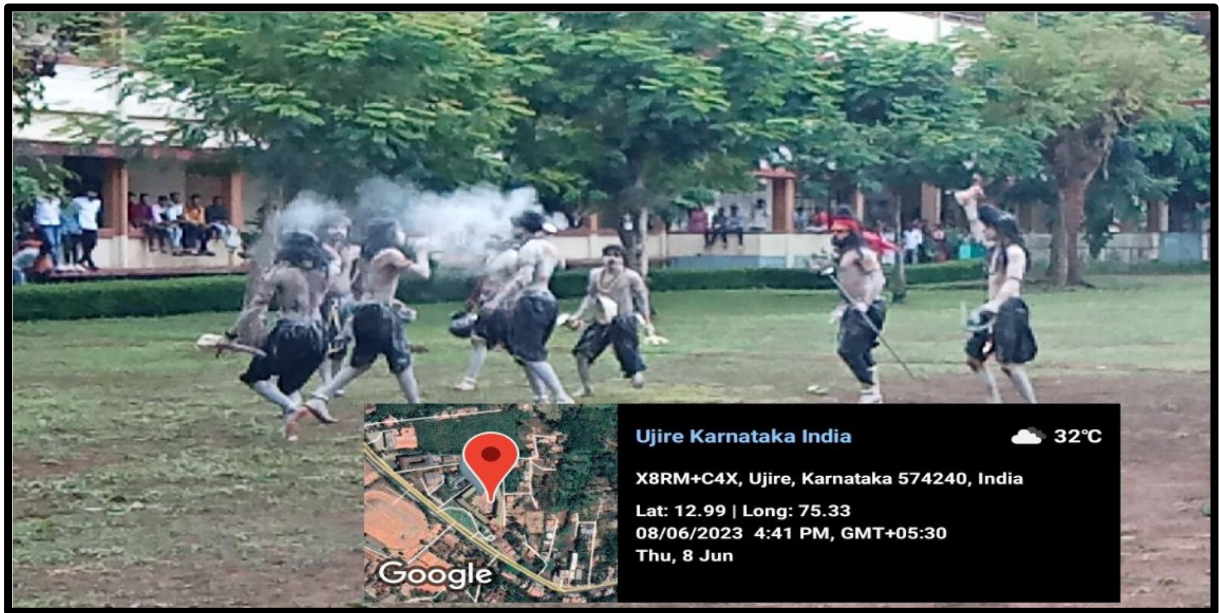 Ujire Karnataka India
32°C
X8RM+C4X, Ujire, Karnataka 574240, India
Lat: 12.99 | Long: 75.33
08/06/2023 4:41 PM, GMT+05:30
Thu, 8 Jun
Google